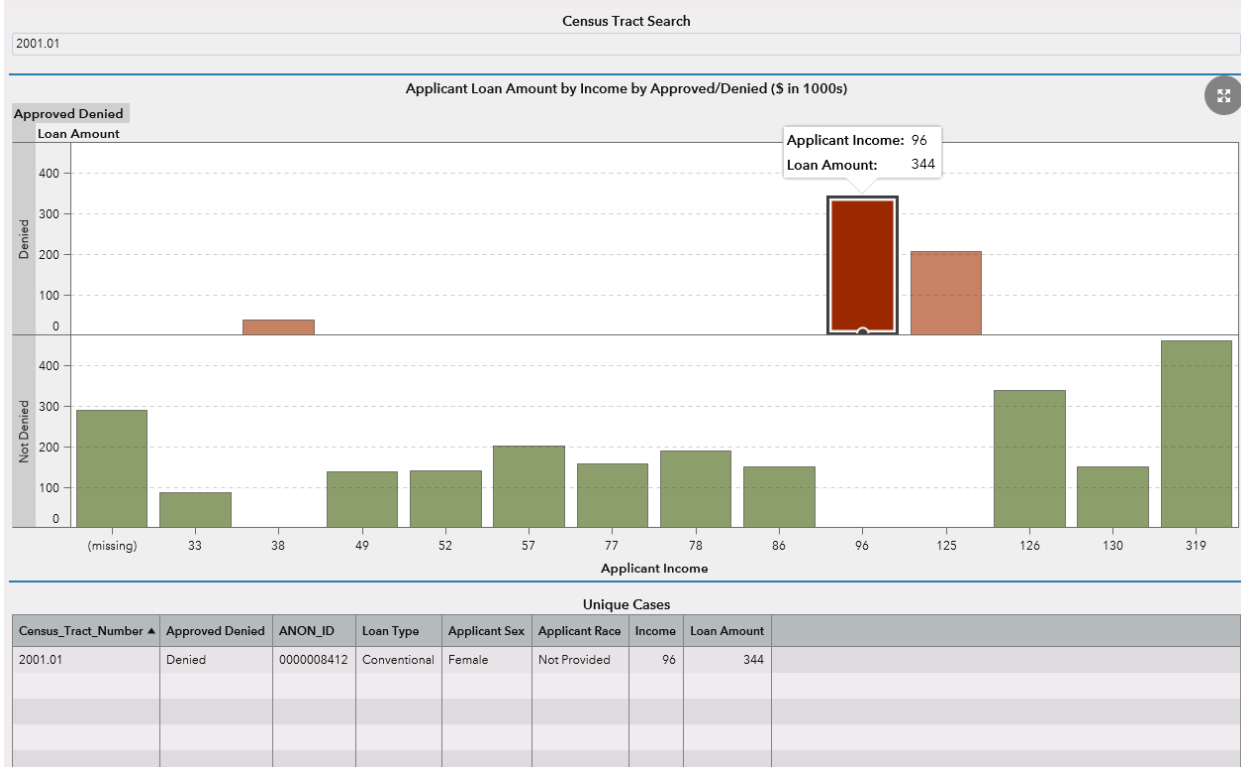 Census Tract Search
2001.01
Applicant Loan Amount by Income by Approved/Denied ($ in 1000s)
Approved Denied
Loan Amount
Applicant Income: 96
Loan Amount: 344
Denied
400
300
200
100
0
Not Denied
400
300
200
100
0
(missing) 33 38 49 52 57 77 78 86 96 125 126 130 319
Applicant Income
Unique Cases
Census_Tract_Number ▲ Approved Denied ANON_ID Loan Type Applicant Sex Applicant Race Income Loan Amount
2001.01 Denied 0000008412 Conventional Female Not Provided 96 344